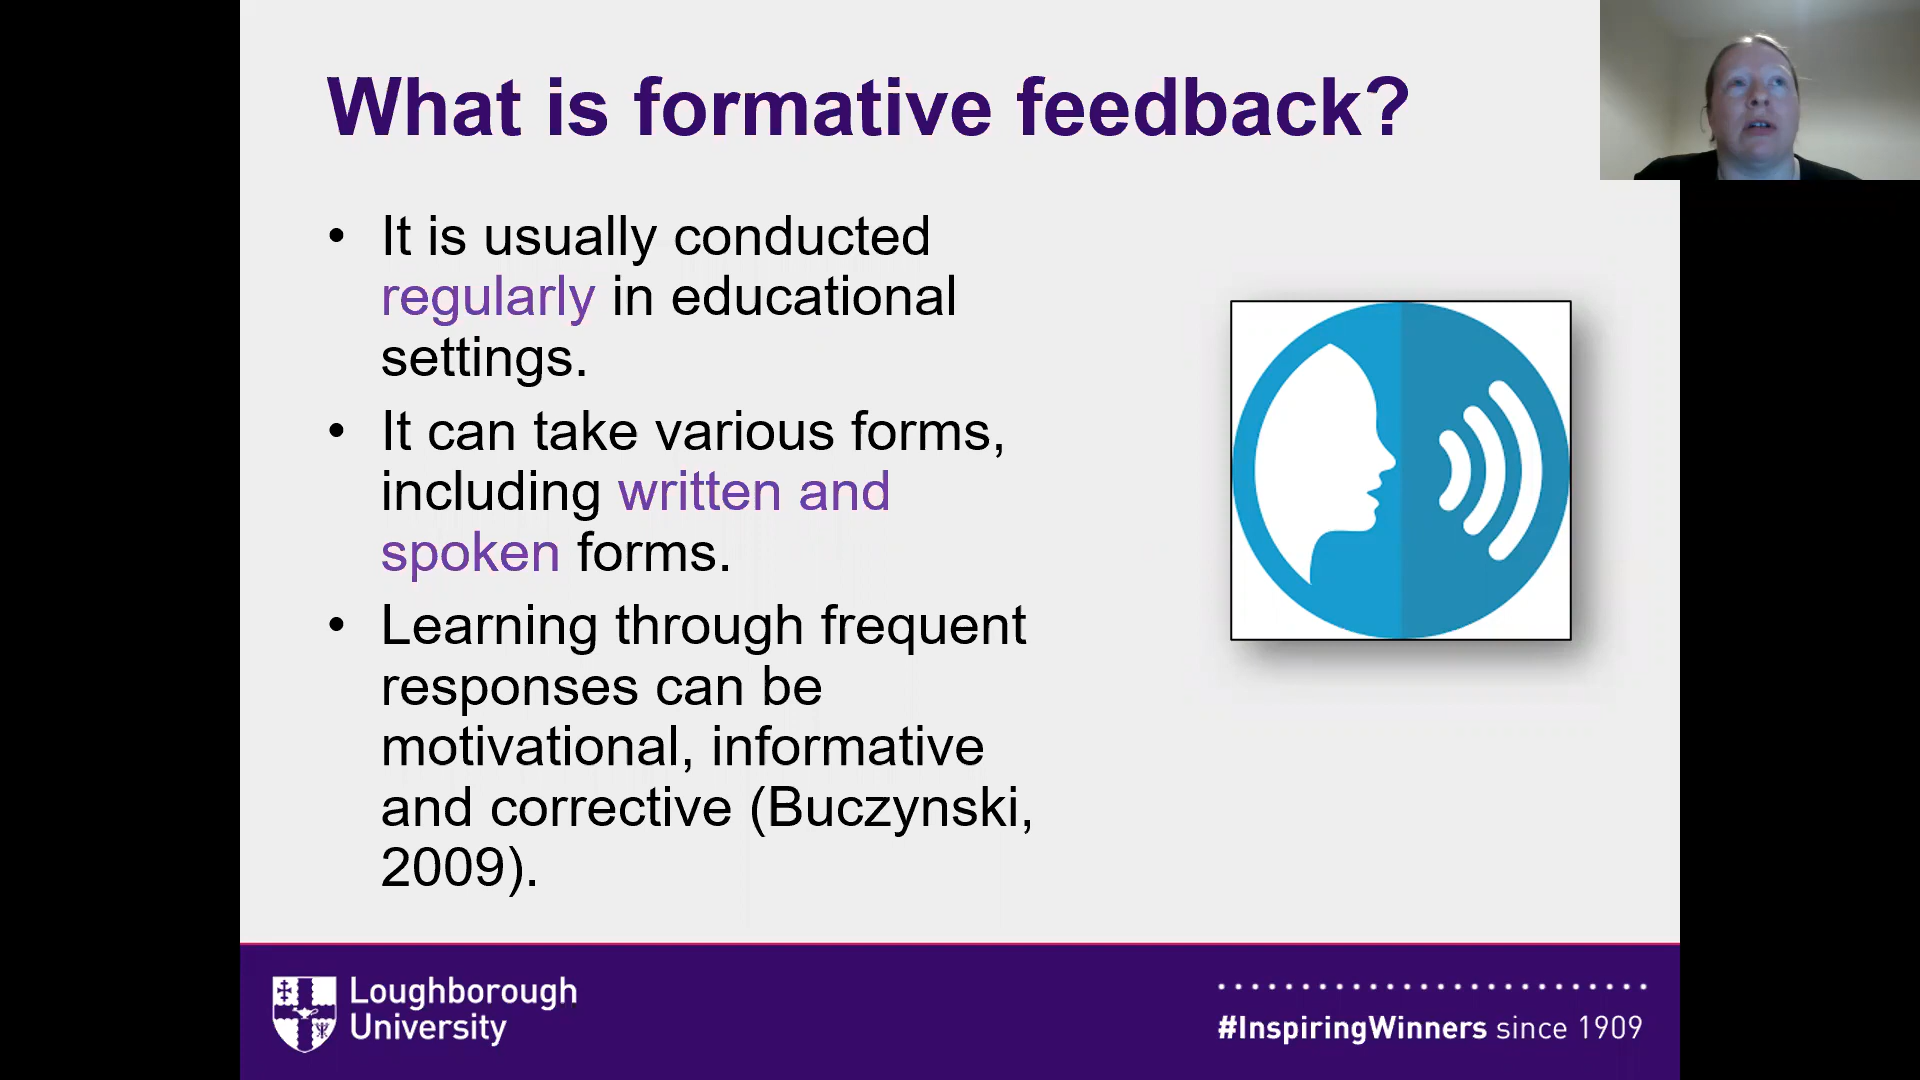 What is formative feedback?
• It is usually conducted
regularly in educational
settings.
• It can take various forms,
including written and
spoken forms.
• Learning through frequent
responses can be
motivational, informative
and corrective (Buczynski,
2009).
Loughborough
University
#InspiringWinners since 1909